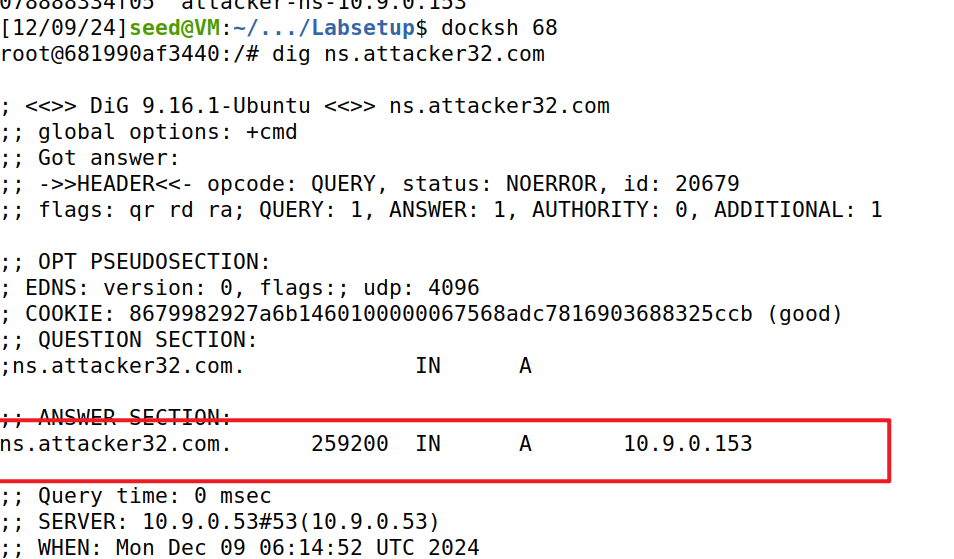 078888334f05  attacker-ns-10.9.0.153
[12/09/24]seed@VM:~/.../Labsetup$ docksh 68
root@681990af3440:/# dig ns.attacker32.com
; <<>> DiG 9.16.1-Ubuntu <<>> ns.attacker32.com
;; global options: +cmd
;; Got answer:
;; ->>HEADER<<- opcode: QUERY, status: NOERROR, id: 20679
;; flags: qr rd ra; QUERY: 1, ANSWER: 1, AUTHORITY: 0, ADDITIONAL: 1
;; OPT PSEUDOSECTION:
; EDNS: version: 0, flags:; udp: 4096
; COOKIE: 8679982927a6b1460100000067568adc7816903688325ccb (good)
;; QUESTION SECTION:
;ns.attacker32.com.             IN      A
;; ANSWER SECTION:
ns.attacker32.com.      259200  IN      A       10.9.0.153
;; Query time: 0 msec
;; SERVER: 10.9.0.53#53(10.9.0.53)
;; WHEN: Mon Dec 09 06:14:52 UTC 2024